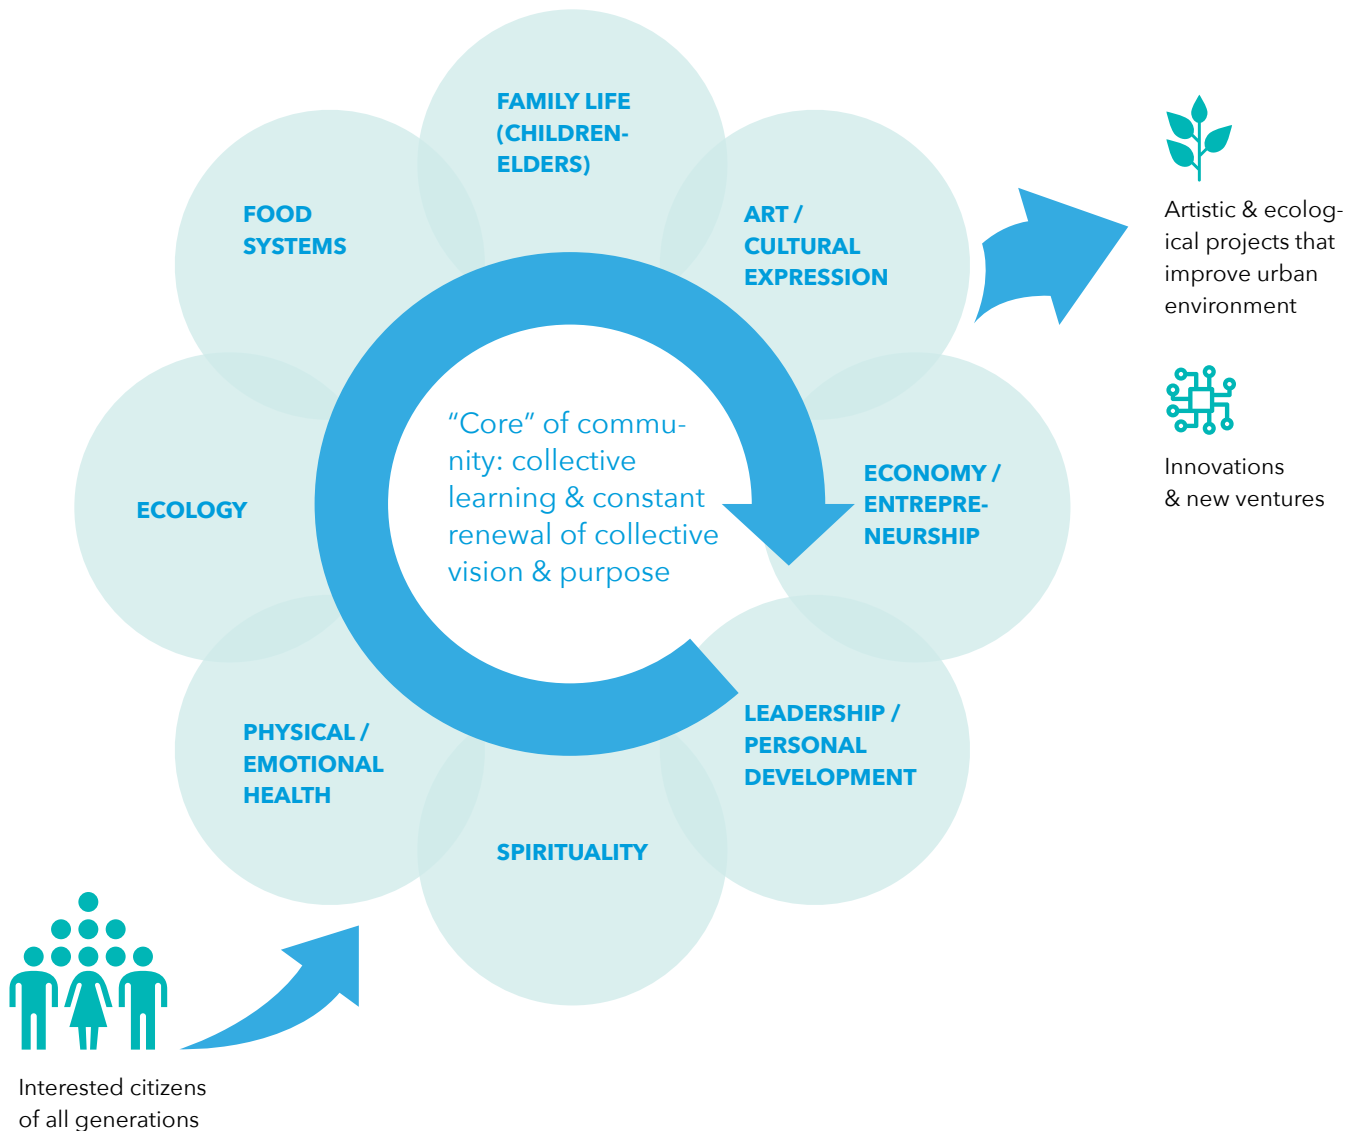 FAMILY LIFE
(CHILDREN-
ELDERS)
FOOD
SYSTEMS
ART /
CULTURAL
EXPRESSION
Artistic & ecolog-
ical projects that
improve urban
environment
“Core” of commu-
nity: collective
learning & constant
renewal of collective
vision & purpose
ECOLOGY
ECONOMY /
ENTREPRE-
NEURSHIP
Innovations
& new ventures
PHYSICAL /
EMOTIONAL
HEALTH
LEADERSHIP /
PERSONAL
DEVELOPMENT
SPIRITUALITY
Interested citizens
of all generations